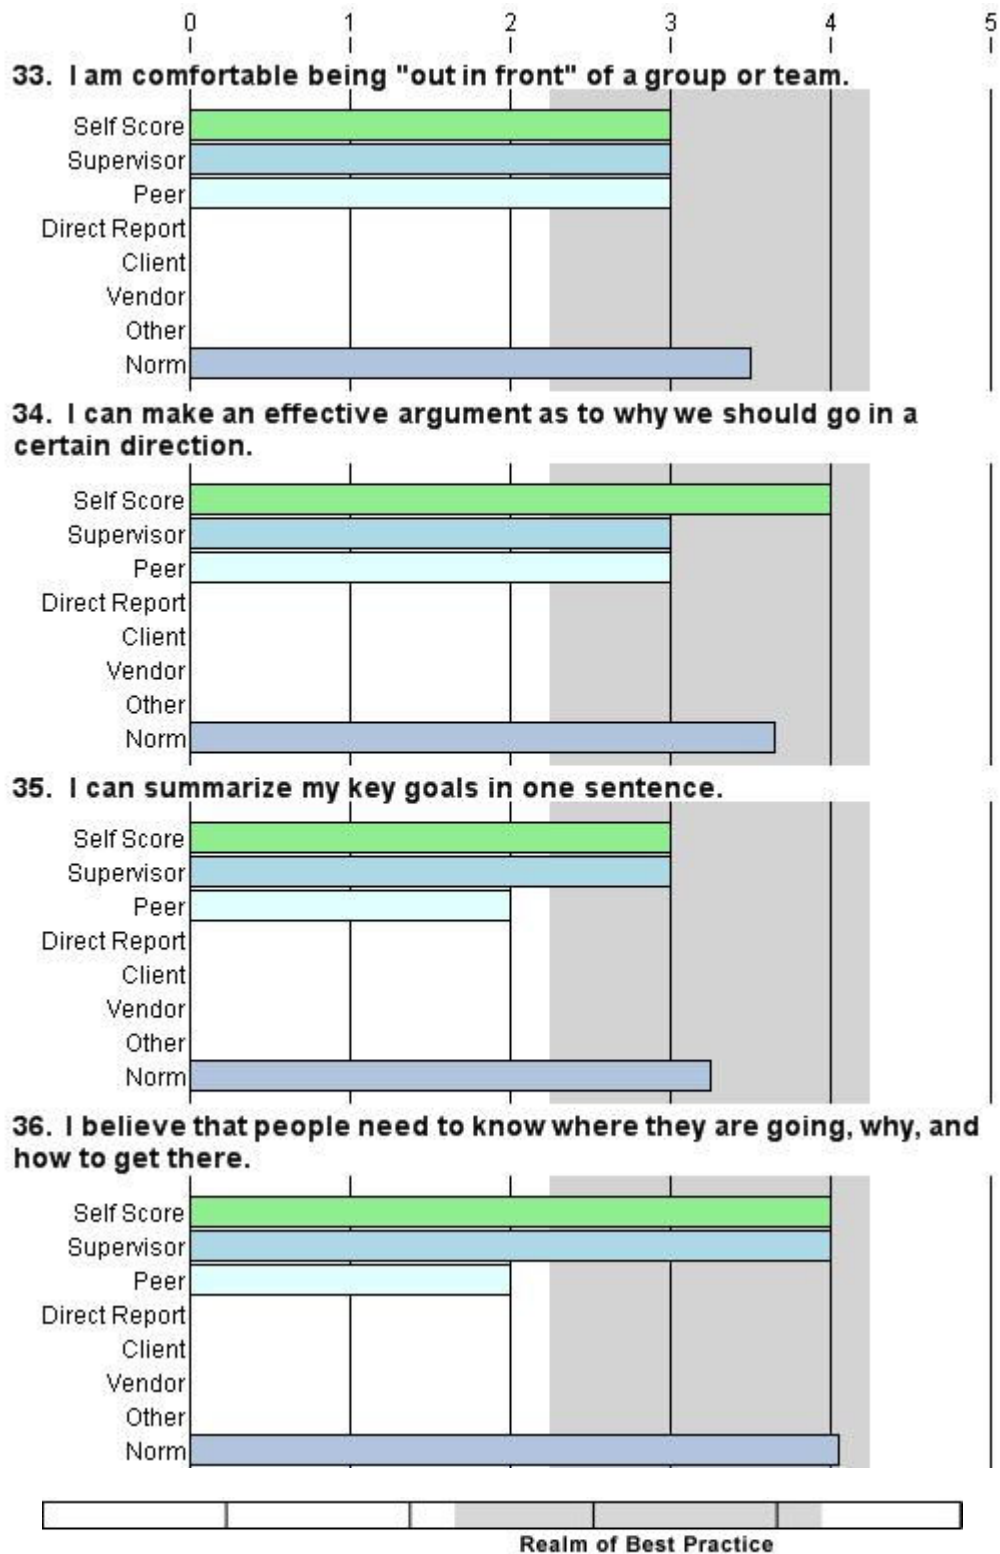 0 1 2 3 4 5
33. I am comfortable being "out in front" of a group or team.
Self Score
Supervisor
Peer
Direct Report
Client
Vendor
Other
Norm
34. I can make an effective argument as to why we should go in a
certain direction.
Self Score
Supervisor
Peer
Direct Report
Client
Vendor
Other
Norm
35. I can summarize my key goals in one sentence.
Self Score
Supervisor
Peer
Direct Report
Client
Vendor
Other
Norm
36. I believe that people need to know where they are going, why, and
how to get there.
Self Score
Supervisor
Peer
Direct Report
Client
Vendor
Other
Norm
Realm of Best Practice